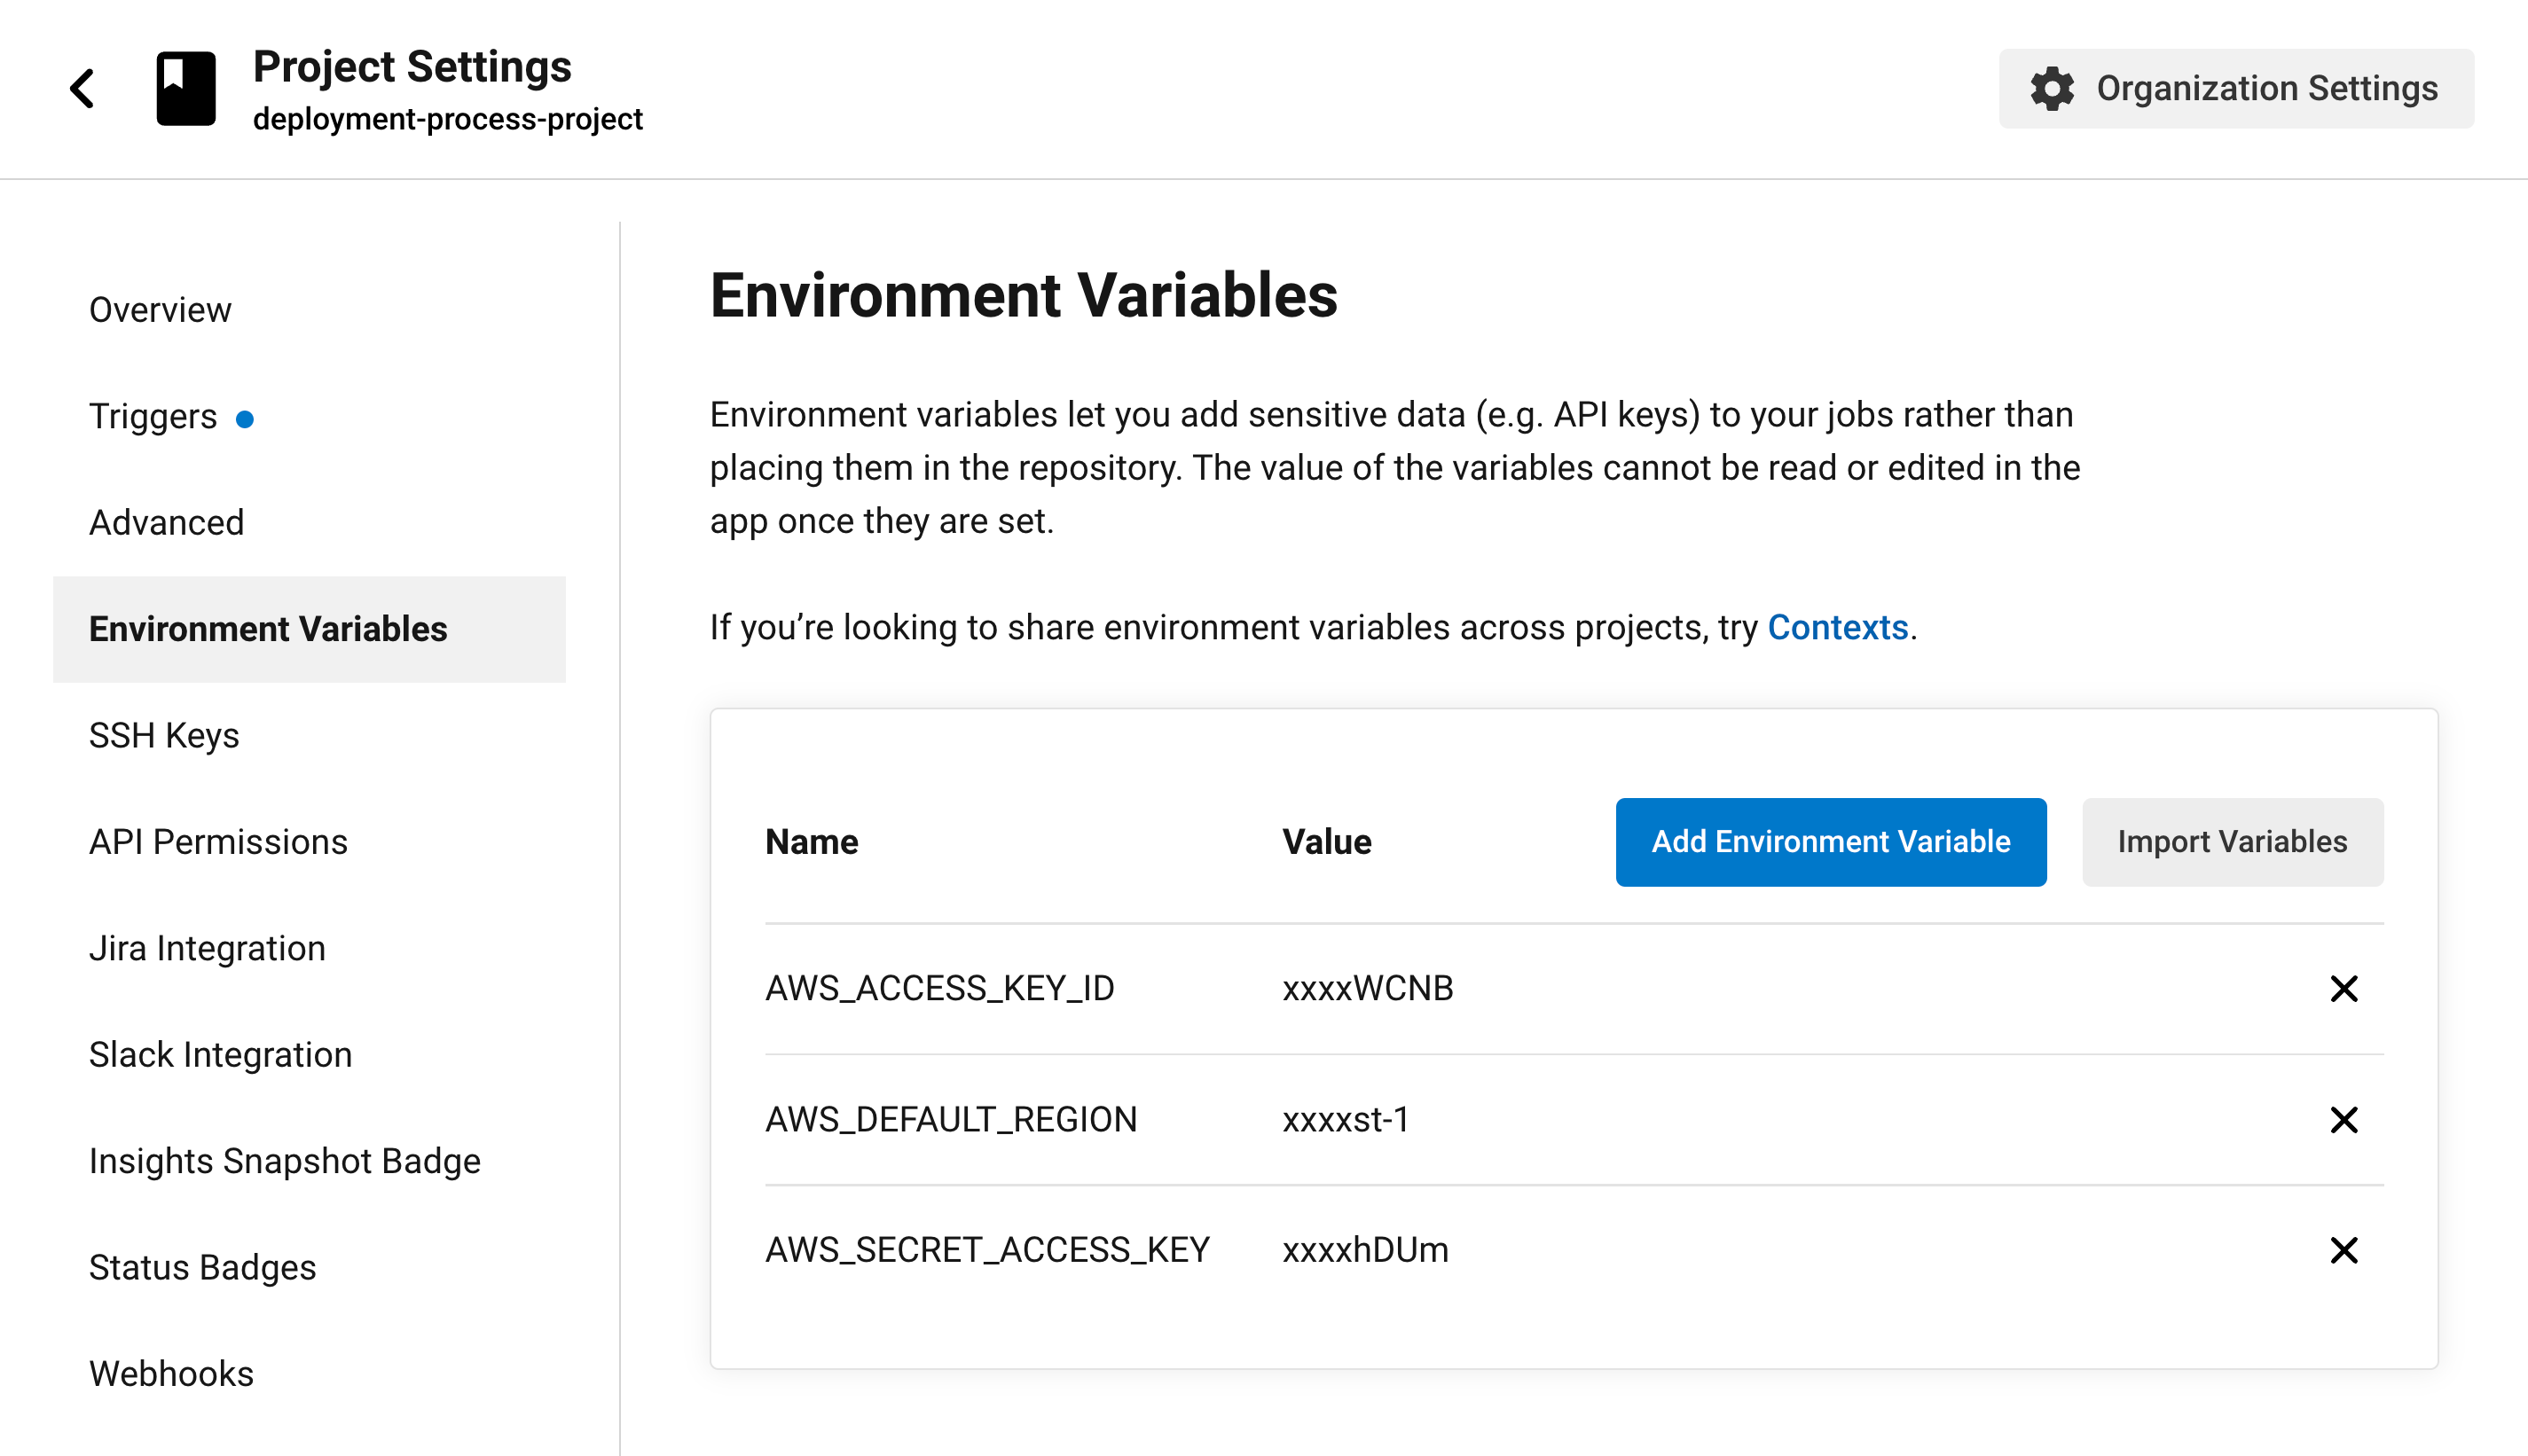 Project Settings
deployment-process-project
Organization Settings
Overview
Triggers
Advanced
Environment Variables
SSH Keys
API Permissions
Jira Integration
Slack Integration
Insights Snapshot Badge
Status Badges
Webhooks
Environment Variables
Environment variables let you add sensitive data (e.g. API keys) to your jobs rather than
placing them in the repository. The value of the variables cannot be read or edited in the
app once they are set.
If you’re looking to share environment variables across projects, try Contexts.
Name Value Add Environment Variable Import Variables
AWS_ACCESS_KEY_ID xxxxWCNB
AWS_DEFAULT_REGION xxxxst-1
AWS_SECRET_ACCESS_KEY xxxxhDUm